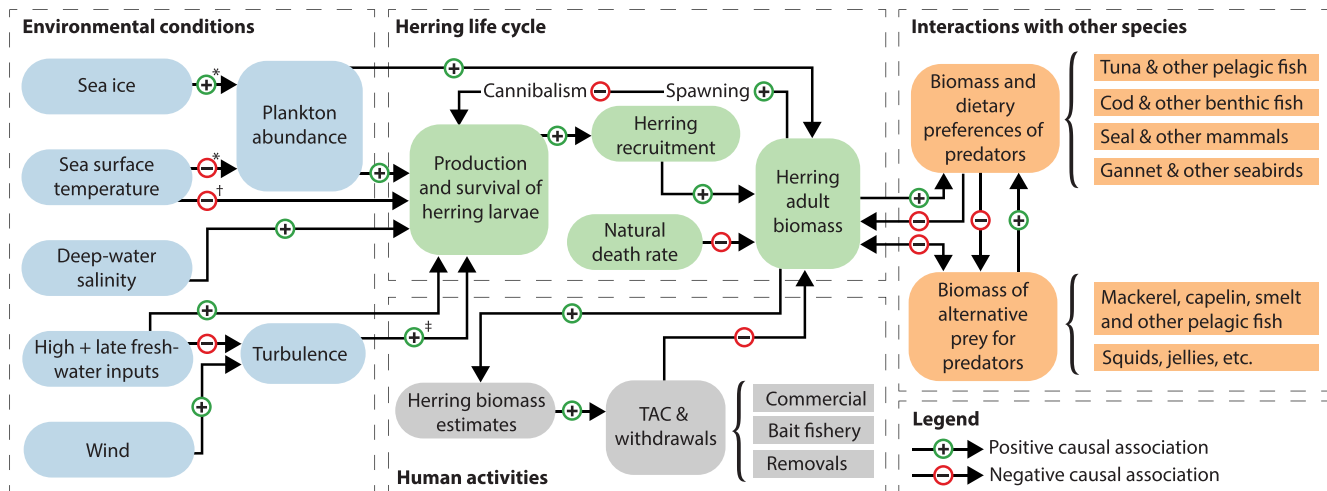 Environmental conditions
Sea ice
+
*
Plankton
abundance
Sea surface
temperature
−
*
−
†
+
Deep-water
salinity
+
High + late fresh-
water inputs
+
−
Turbulence
+
‡
Wind
+
Herring life cycle
+
Cannibalism
−
Spawning
+
Production
and survival of
herring larvae
+
Herring
recruitment
+
Natural
death rate
−
Herring
adult
biomass
Human activities
+
Herring biomass
estimates
+
TAC &
withdrawals
−
Commercial
Bait fishery
Removals
Interactions with other species
Biomass and
dietary
preferences of
predators
Tuna & other pelagic fish
Cod & other benthic fish
Seal & other mammals
Gannet & other seabirds
+
−
−
−
+
Biomass of
alternative
prey for
predators
Mackerel, capelin, smelt
and other pelagic fish
Squids, jellies, etc.
Legend
+ Positive causal association
− Negative causal association